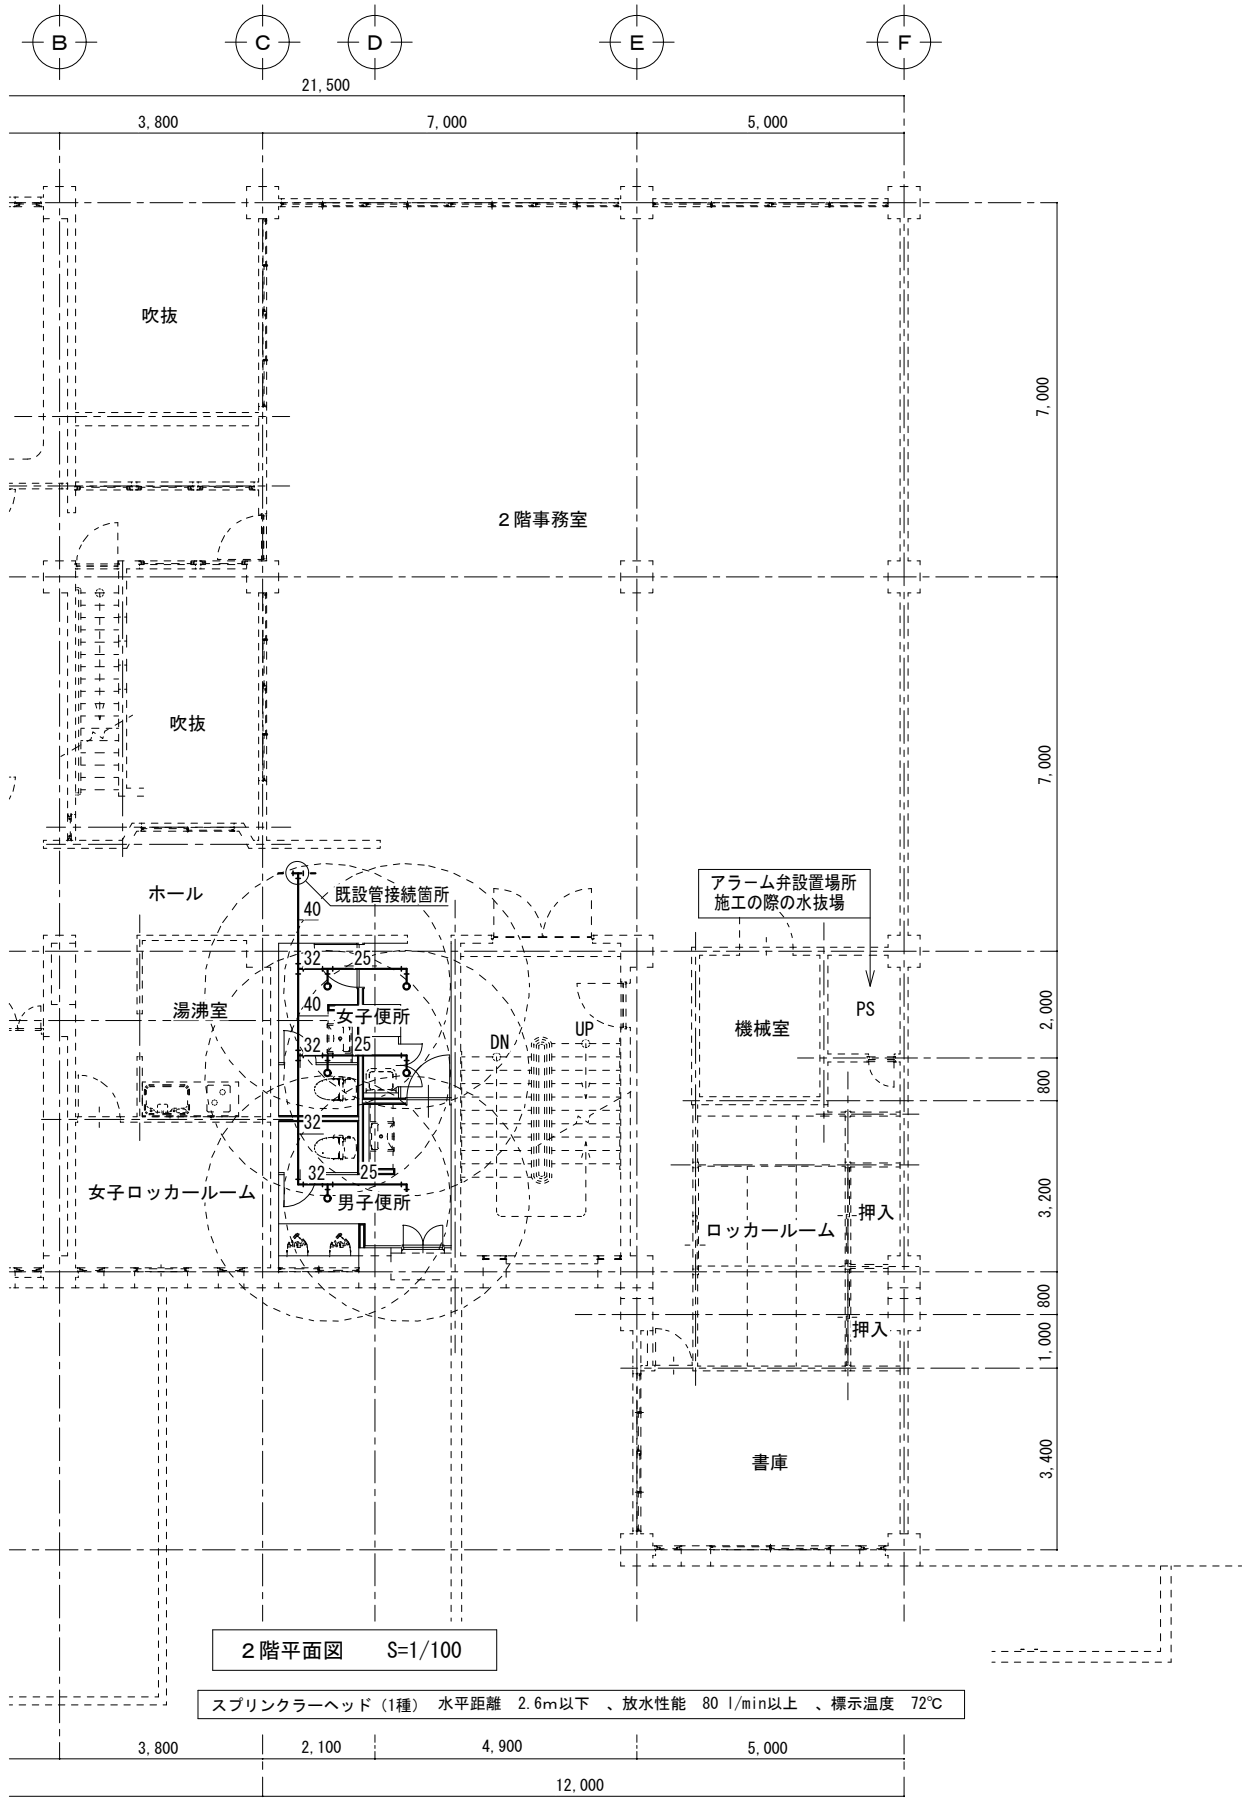 B
C
D
E
F
21,500
3,800
7,000
5,000
吹抜
7,000
２階事務室
吹抜
7,000
ホール
既設管接続箇所
アラーム弁設置場所
施工の際の水抜場
40
32
25
湯沸室
40
女子便所
DN
UP
機械室
PS
2,000
32
25
800
32
32
25
女子ロッカールーム
男子便所
ロッカールーム
押入
3,200
800
押入
1,000
書庫
3,400
２階平面図 S=1/100
スプリンクラーヘッド（1種） 水平距離 2.6m以下 、放水性能 80 l/min以上 、標示温度 72℃
3,800
2,100
4,900
5,000
12,000